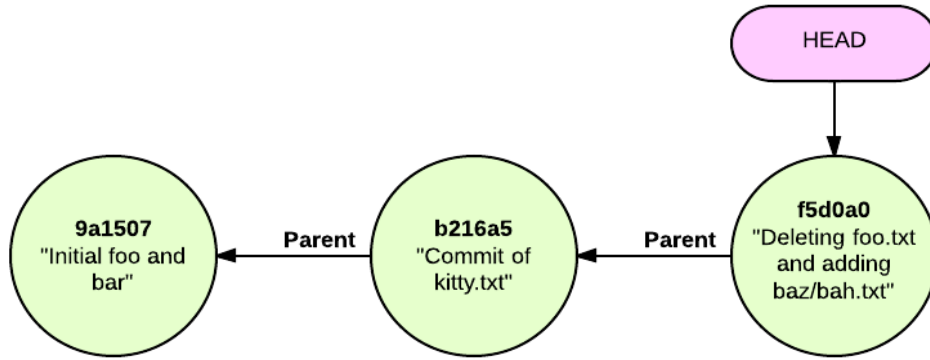 HEAD
9a1507
"Initial foo and
bar"
Parent
b216a5
"Commit of
kitty.txt"
Parent
f5d0a0
"Deleting foo.txt
and adding
baz/bah.txt"